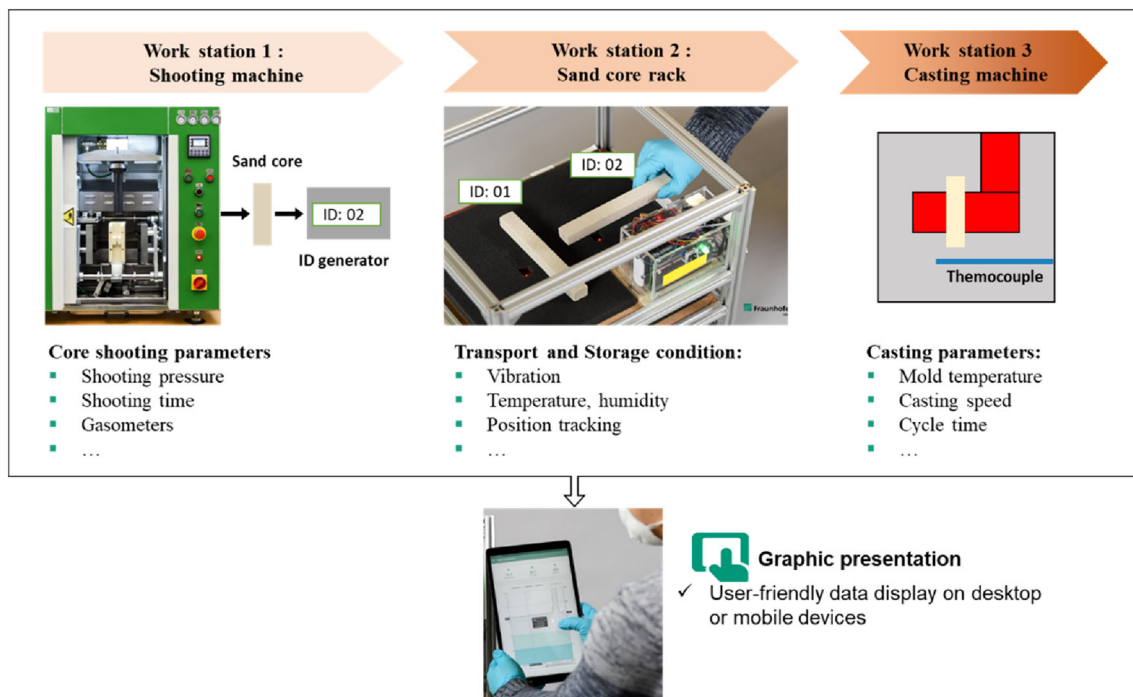 Work station 1 :
Shooting machine
Work station 2 :
Sand core rack
Work station 3
Casting machine
Sand core
ID: 02
ID generator
ID: 01
ID: 02
Fraunhofe
Themocouple
Core shooting parameters
Shooting pressure
Shooting time
Gasometers
…
Transport and Storage condition:
Vibration
Temperature, humidity
Position tracking
…
Casting parameters:
Mold temperature
Casting speed
Cycle time
…
Graphic presentation
✓ User-friendly data display on desktop
or mobile devices